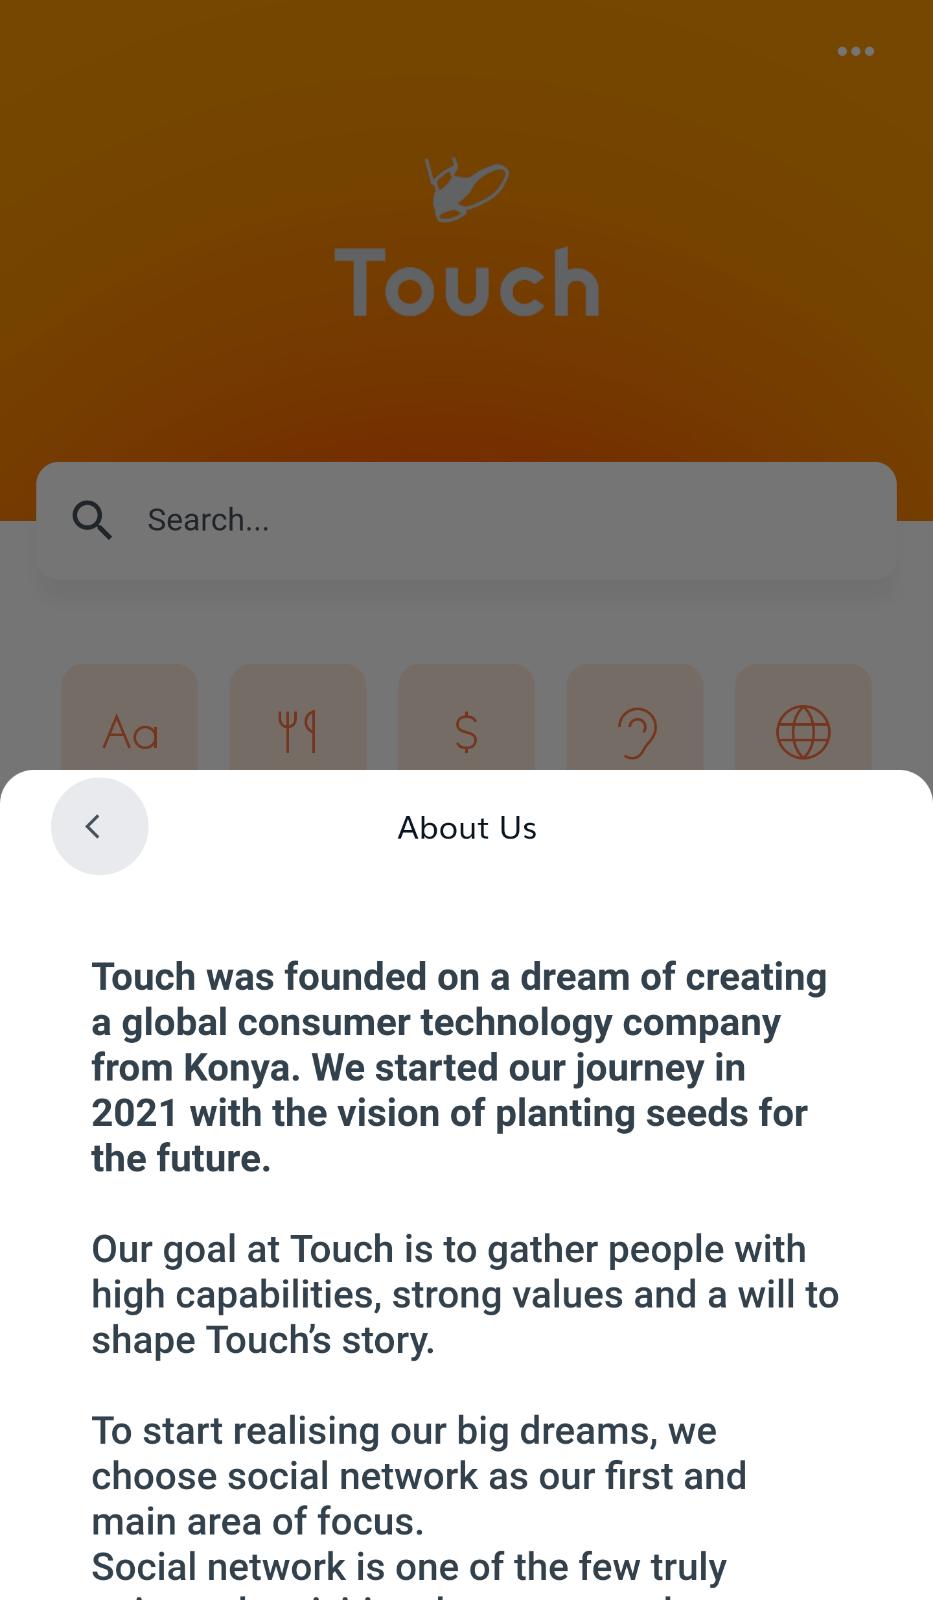 Touch
Search...
Aa
$
About Us
Touch was founded on a dream of creating
a global consumer technology company
from Konya. We started our journey in
2021 with the vision of planting seeds for
the future.
Our goal at Touch is to gather people with
high capabilities, strong values and a will to
shape Touch’s story.
To start realising our big dreams, we
choose social network as our first and
main area of focus.
Social network is one of the few truly